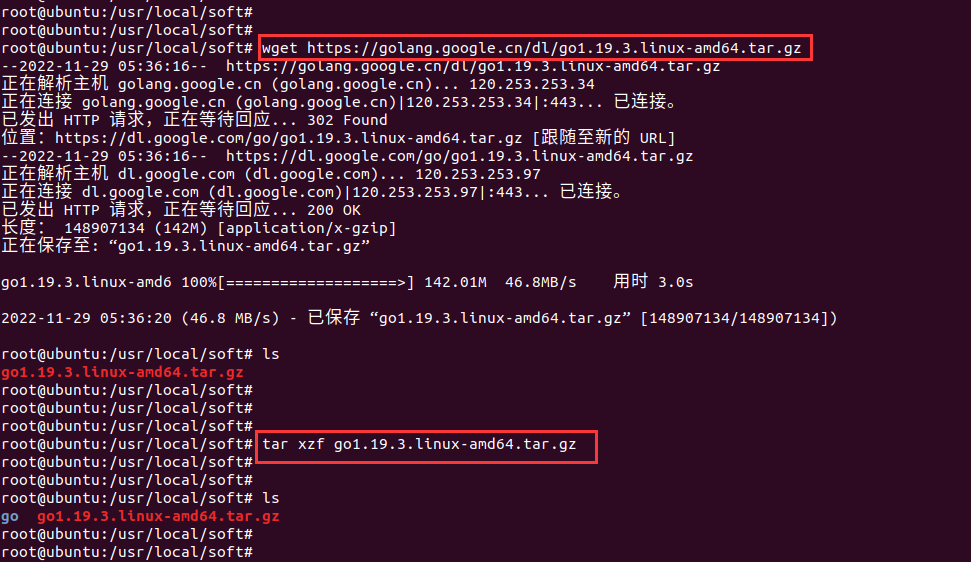 root@ubuntu:/usr/local/soft#
root@ubuntu:/usr/local/soft#
root@ubuntu:/usr/local/soft# wget https://golang.google.cn/dl/go1.19.3.linux-amd64.tar.gz
--2022-11-29 05:36:16--  https://golang.google.cn/dl/go1.19.3.linux-amd64.tar.gz
正在解析主机 golang.google.cn (golang.google.cn)... 120.253.253.34
正在连接 golang.google.cn (golang.google.cn)|120.253.253.34|:443... 已连接。
已发出 HTTP 请求，正在等待回应... 302 Found
位置：https://dl.google.com/go/go1.19.3.linux-amd64.tar.gz [跟随至新的 URL]
--2022-11-29 05:36:16--  https://dl.google.com/go/go1.19.3.linux-amd64.tar.gz
正在解析主机 dl.google.com (dl.google.com)... 120.253.253.97
正在连接 dl.google.com (dl.google.com)|120.253.253.97|:443... 已连接。
已发出 HTTP 请求，正在等待回应... 200 OK
长度： 148907134 (142M) [application/x-gzip]
正在保存至: “go1.19.3.linux-amd64.tar.gz”
go1.19.3.linux-amd6 100%[===================>] 142.01M  46.8MB/s    用时 3.0s
2022-11-29 05:36:20 (46.8 MB/s) - 已保存 “go1.19.3.linux-amd64.tar.gz” [148907134/148907134])
root@ubuntu:/usr/local/soft# ls
go1.19.3.linux-amd64.tar.gz
root@ubuntu:/usr/local/soft#
root@ubuntu:/usr/local/soft#
root@ubuntu:/usr/local/soft#
root@ubuntu:/usr/local/soft# tar xzf go1.19.3.linux-amd64.tar.gz
root@ubuntu:/usr/local/soft#
root@ubuntu:/usr/local/soft#
root@ubuntu:/usr/local/soft# ls
go  go1.19.3.linux-amd64.tar.gz
root@ubuntu:/usr/local/soft#
root@ubuntu:/usr/local/soft#